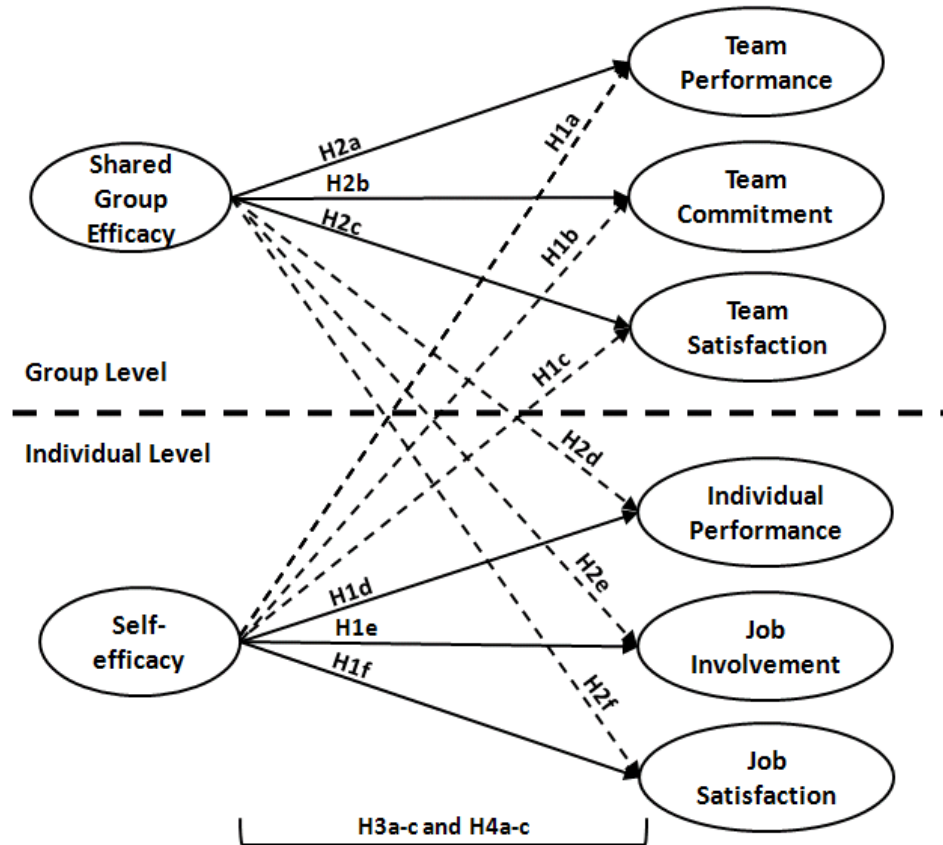 Team
Performance
H1a
H2a
Shared
Group
Efficacy
H2b
Team
Commitment
H2c
H1b
Team
Satisfaction
H1c
Group Level
Individual Level
H2d
Individual
Performance
H2e
H1d
Self-
efficacy
H1e
Job
Involvement
H1f
H2f
Job
Satisfaction
H3a-c and H4a-c